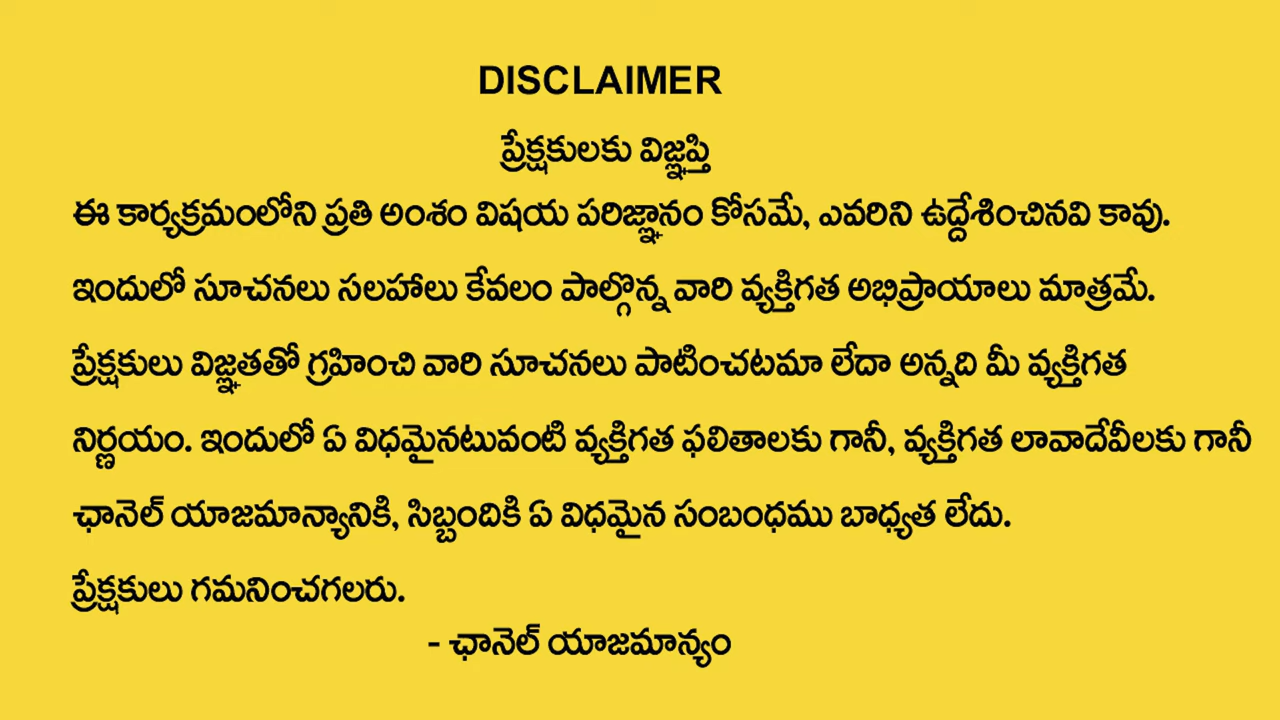 DISCLAIMER
ప్రేక్షకులకు విజ్ఞప్తి
ఈ కార్యక్రమంలోని ప్రతి అంశం విషయ పరిజ్ఞానం కోసమే, ఎవరిని ఉద్దేశించినవి కావు.
ఇందులో సూచనలు సలహాలు కేవలం పాల్గొన్న వారి వ్యక్తిగత అభిప్రాయాలు మాత్రమే.
ప్రేక్షకులు విజ్ఞతతో గ్రహించి వారి సూచనలు పాటించటమా లేదా అన్నది మీ వ్యక్తిగత
నిర్ణయం. ఇందులో ఏ విధమైనటువంటి వ్యక్తిగత ఫలితాలకు గానీ, వ్యక్తిగత లావాదేవీలకు గానీ
ఛానెల్ యాజమాన్యానికి, సిబ్బందికి ఏ విధమైన సంబంధము బాధ్యత లేదు.
ప్రేక్షకులు గమనించగలరు.
- ఛానెల్ యాజమాన్యం